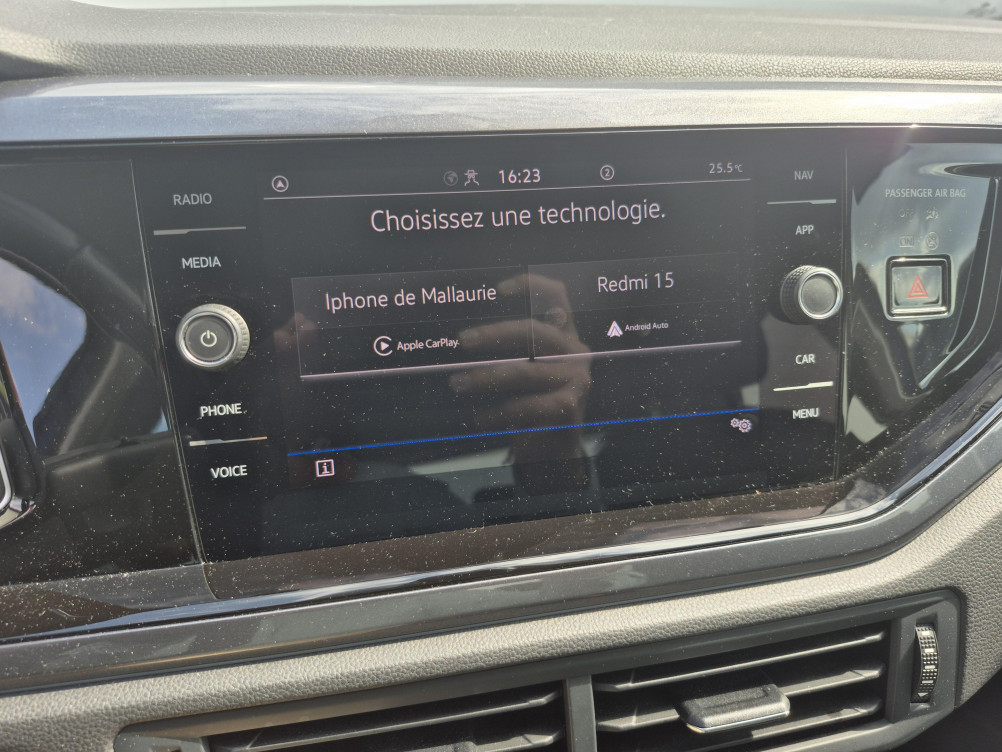 RADIO
MEDIA
PHONE
VOICE
16:23
2
25.5°C
Choisissez une technologie.
Iphone de Mallaurie
Apple CarPlay
Redmi 15
Android Auto
i
NAV
APP
CAR
MENU
PASSENGER AIR BAG